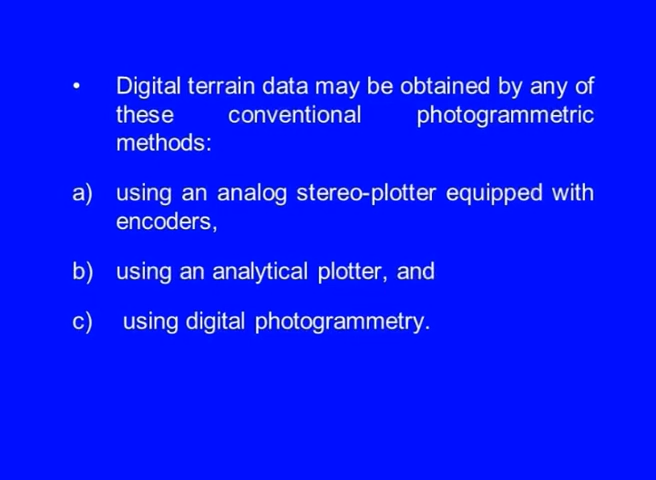 • Digital terrain data may be obtained by any of
these conventional photogrammetric
methods:
a) using an analog stereo-plotter equipped with
encoders,
b) using an analytical plotter, and
c) using digital photogrammetry.